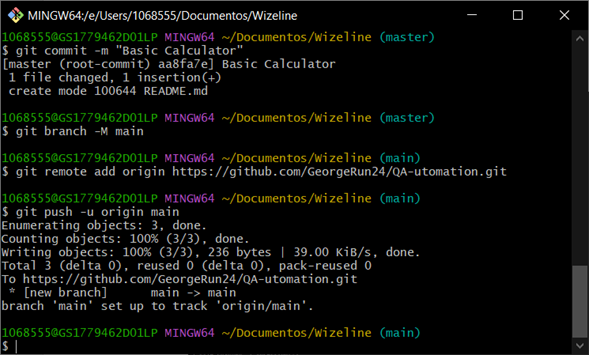 MINGW64:/e/Users/1068555/Documentos/Wizeline
1068555@GS1779462D01LP MINGW64 ~/Documentos/Wizeline (master)
$ git commit -m "Basic Calculator"
[master (root-commit) aa8fa7e] Basic Calculator
 1 file changed, 1 insertion(+)
 create mode 100644 README.md
1068555@GS1779462D01LP MINGW64 ~/Documentos/Wizeline (master)
$ git branch -M main
1068555@GS1779462D01LP MINGW64 ~/Documentos/Wizeline (main)
$ git remote add origin https://github.com/GeorgeRun24/QA-utomation.git
1068555@GS1779462D01LP MINGW64 ~/Documentos/Wizeline (main)
$ git push -u origin main
Enumerating objects: 3, done.
Counting objects: 100% (3/3), done.
Writing objects: 100% (3/3), 236 bytes | 39.00 KiB/s, done.
Total 3 (delta 0), reused 0 (delta 0), pack-reused 0
To https://github.com/GeorgeRun24/QA-utomation.git
 * [new branch]      main -> main
branch 'main' set up to track 'origin/main'.
1068555@GS1779462D01LP MINGW64 ~/Documentos/Wizeline (main)
$